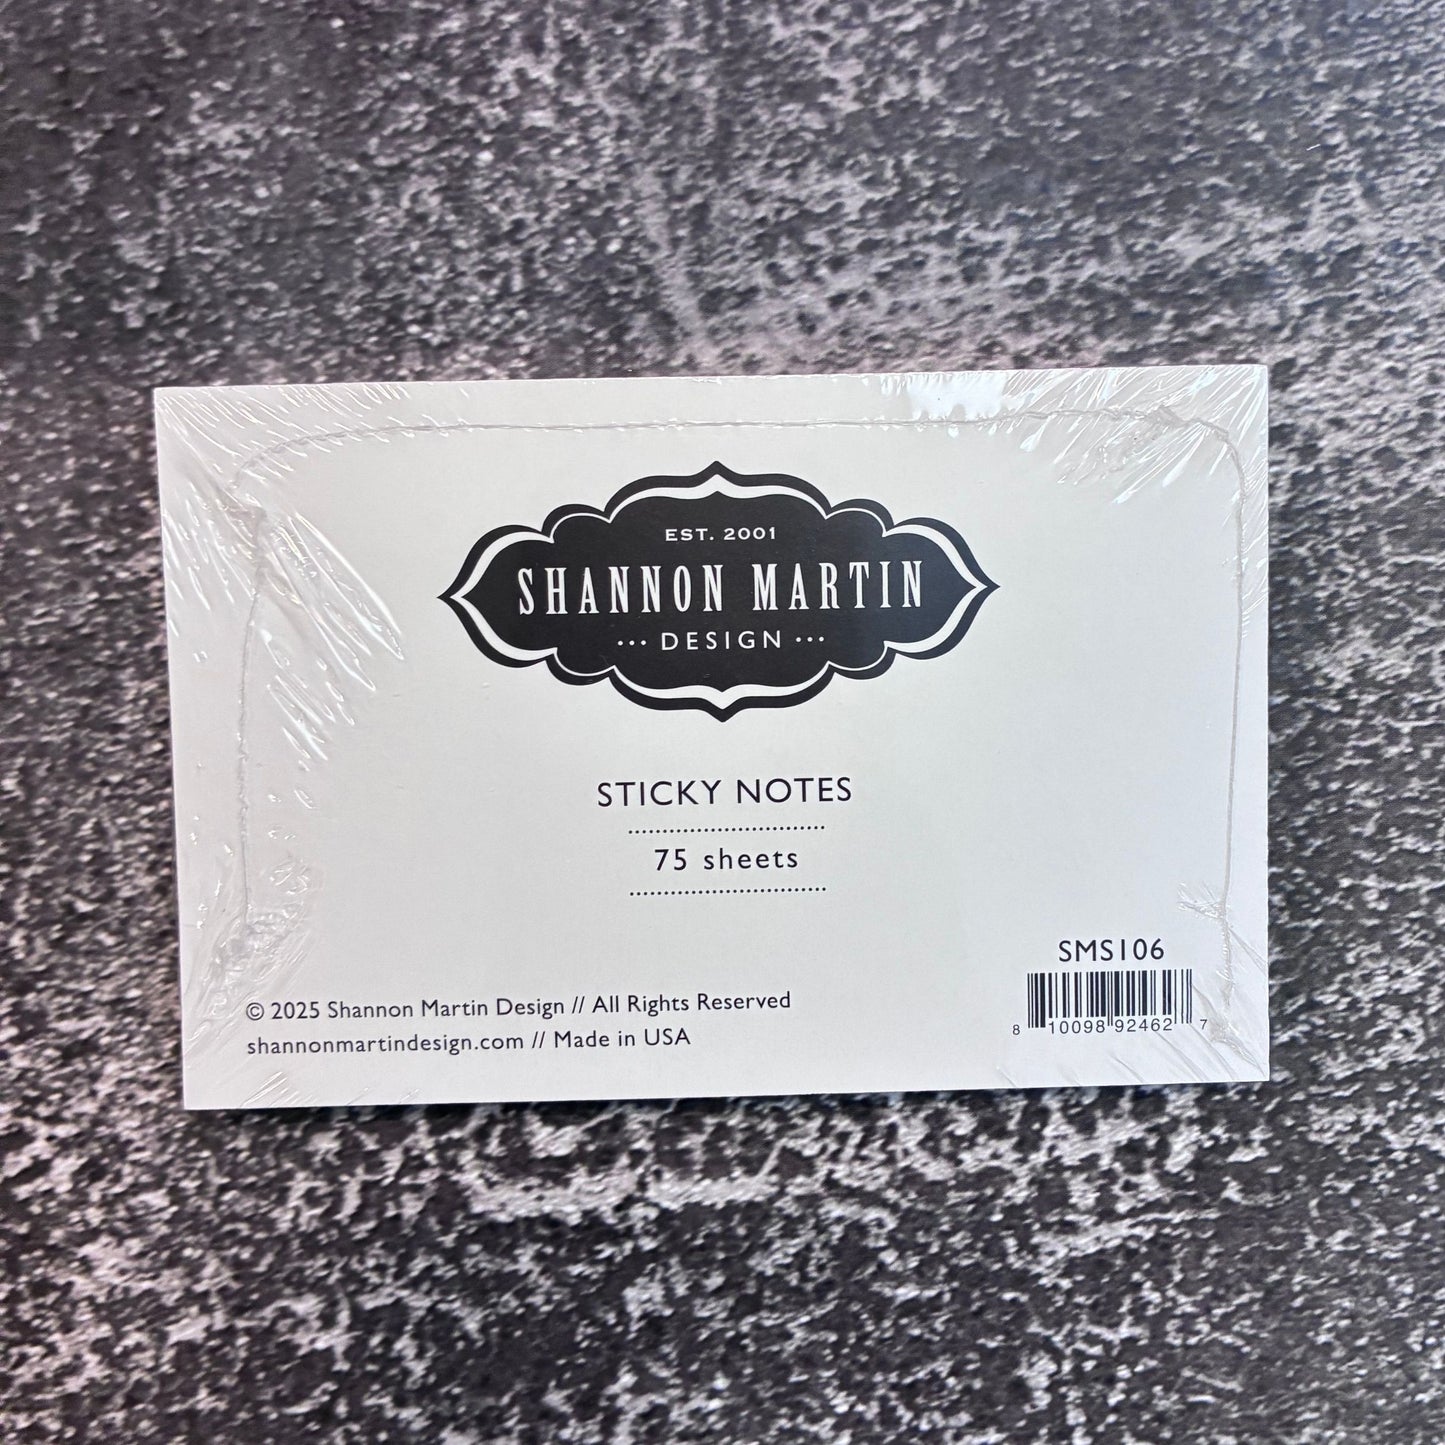 EST. 2001
SHANNON MARTIN
··· DESIGN ···
STICKY NOTES
75 sheets
SMS106
8 10098 92462 7
© 2025 Shannon Martin Design // All Rights Reserved
shannonmartindesign.com // Made in USA